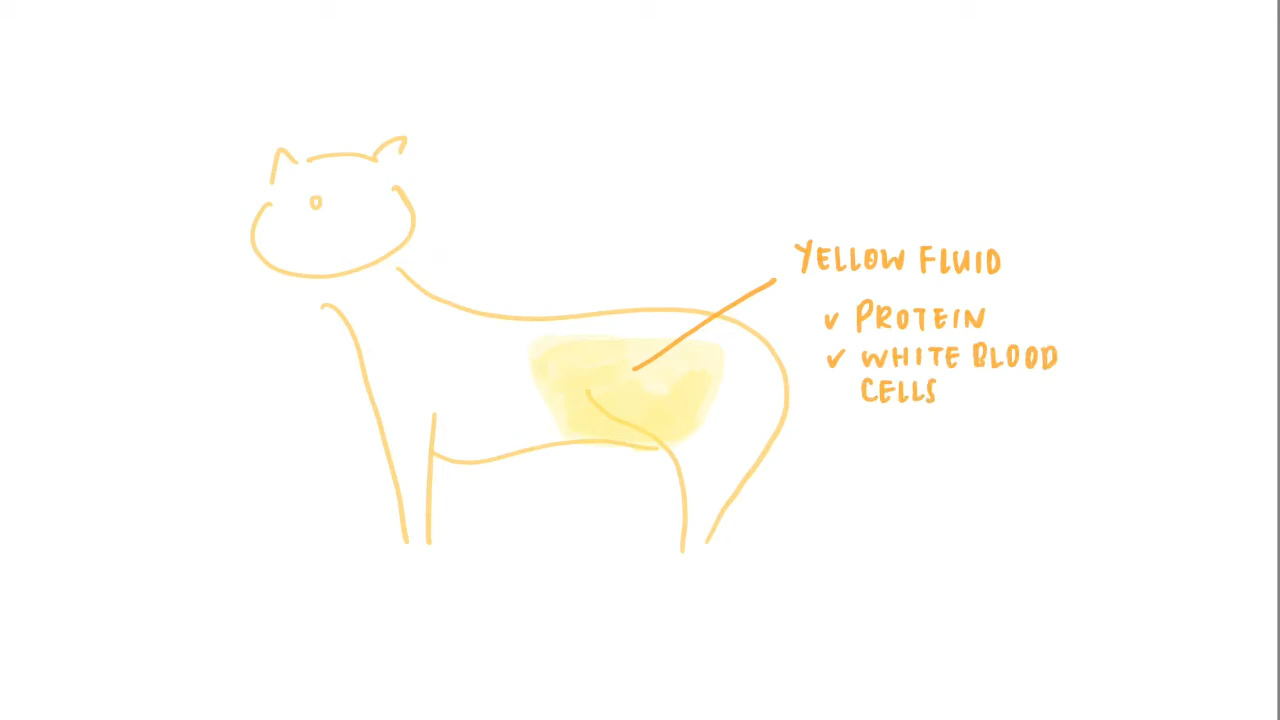 YELLOW FLUID
✓ PROTEIN
✓ WHITE BLOOD
CELLS